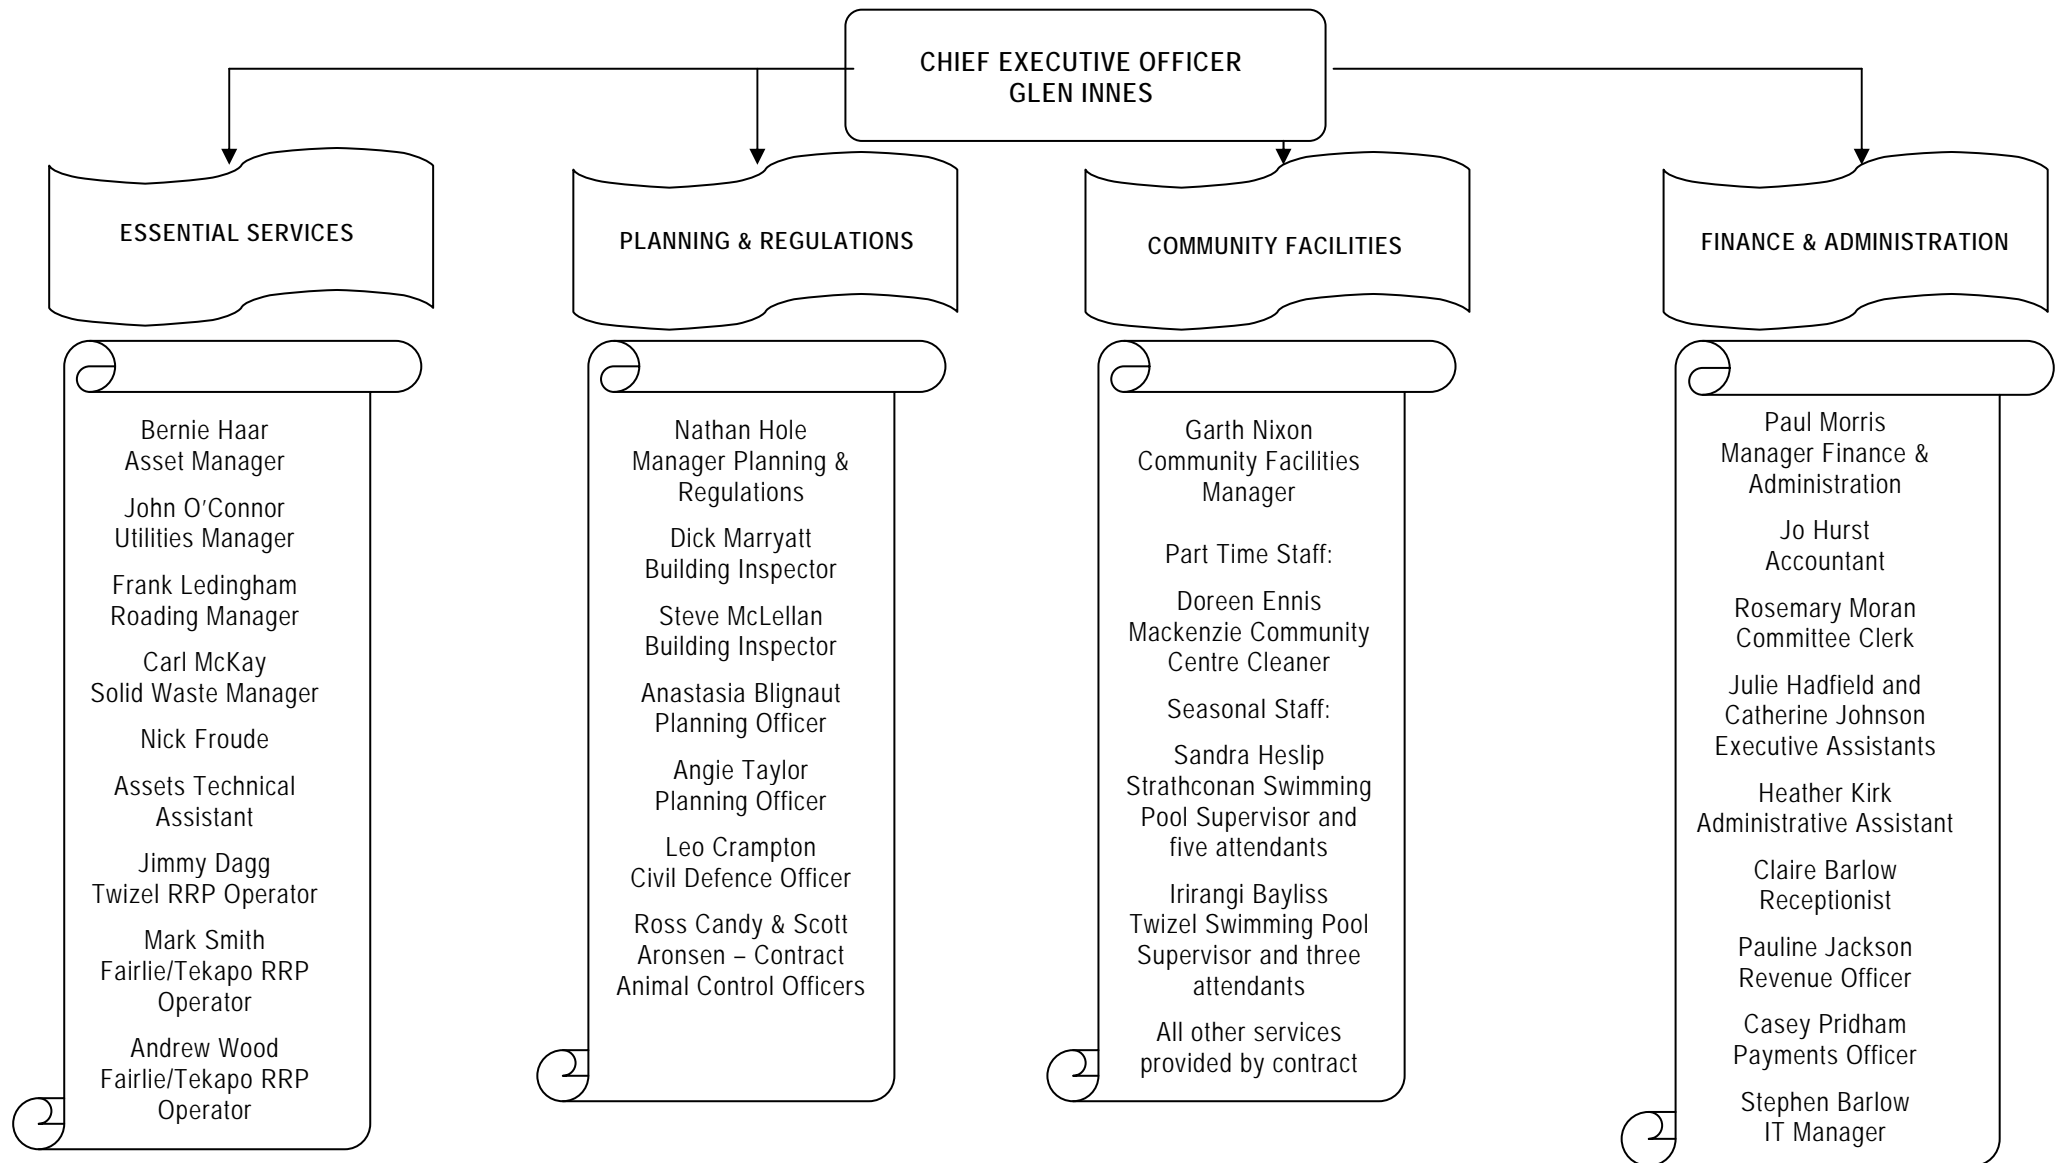 CHIEF EXECUTIVE OFFICER
GLEN INNES
ESSENTIAL SERVICES
Bernie Haar
Asset Manager
John O’Connor
Utilities Manager
Frank Ledingham
Roading Manager
Carl McKay
Solid Waste Manager
Nick Froude
Assets Technical
Assistant
Jimmy Dagg
Twizel RRP Operator
Mark Smith
Fairlie/Tekapo RRP
Operator
Andrew Wood
Fairlie/Tekapo RRP
Operator
PLANNING & REGULATIONS
Nathan Hole
Manager Planning &
Regulations
Dick Marryatt
Building Inspector
Steve McLellan
Building Inspector
Anastasia Blignaut
Planning Officer
Angie Taylor
Planning Officer
Leo Crampton
Civil Defence Officer
Ross Candy & Scott
Aronsen – Contract
Animal Control Officers
COMMUNITY FACILITIES
Garth Nixon
Community Facilities
Manager
Part Time Staff:
Doreen Ennis
Mackenzie Community
Centre Cleaner
Seasonal Staff:
Sandra Heslip
Strathconan Swimming
Pool Supervisor and
five attendants
Irirangi Bayliss
Twizel Swimming Pool
Supervisor and three
attendants
All other services
provided by contract
FINANCE & ADMINISTRATION
Paul Morris
Manager Finance &
Administration
Jo Hurst
Accountant
Rosemary Moran
Committee Clerk
Julie Hadfield and
Catherine Johnson
Executive Assistants
Heather Kirk
Administrative Assistant
Claire Barlow
Receptionist
Pauline Jackson
Revenue Officer
Casey Pridham
Payments Officer
Stephen Barlow
IT Manager